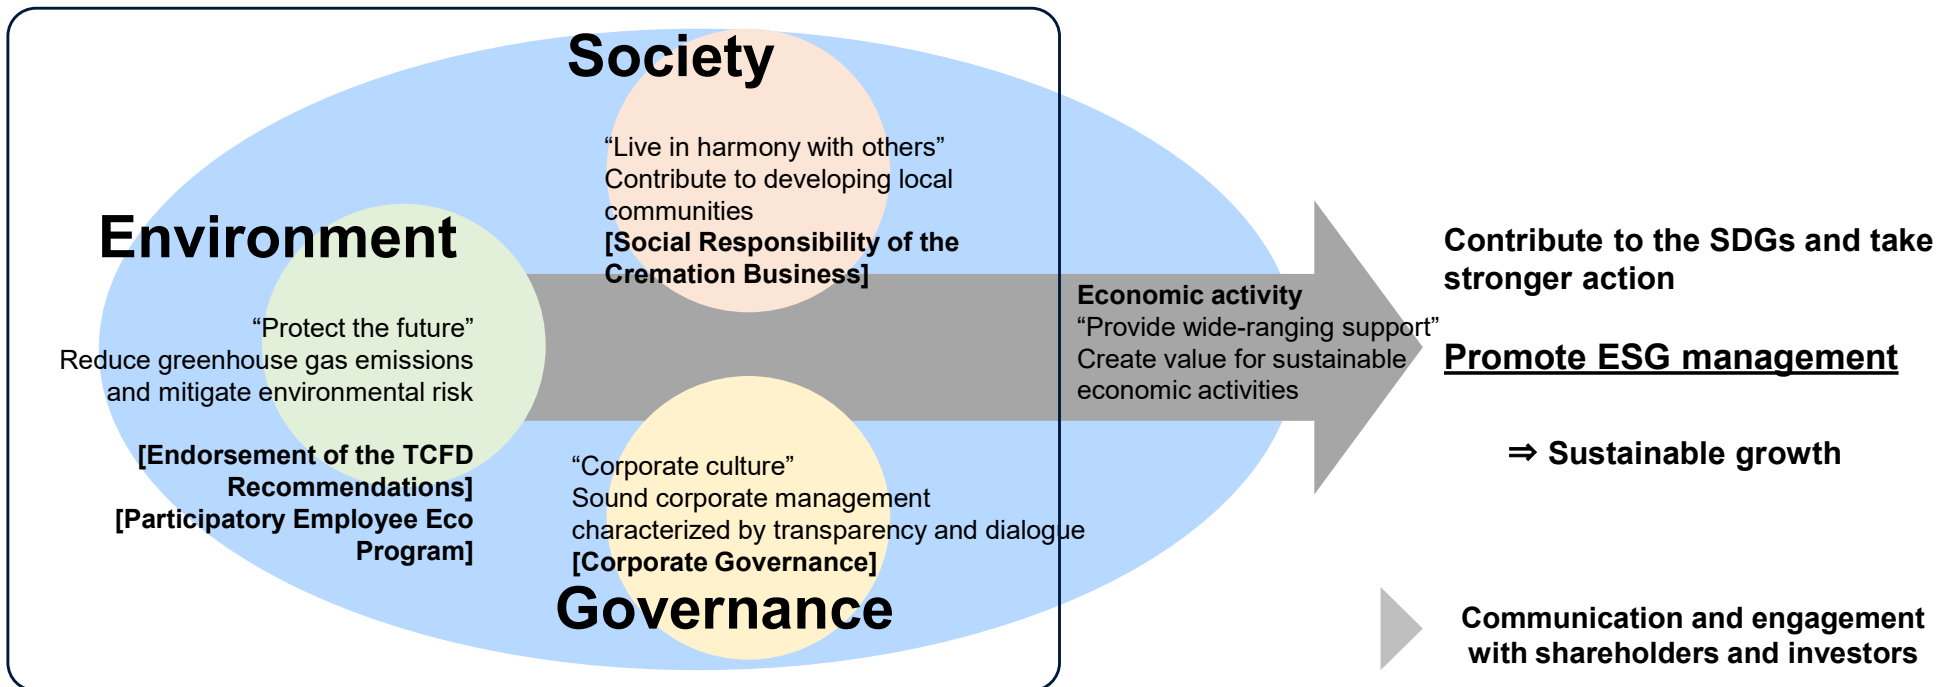 Society
“Live in harmony with others”
Contribute to developing local
communities
[Social Responsibility of the
Cremation Business]
Environment
“Protect the future”
Reduce greenhouse gas emissions
and mitigate environmental risk
[Endorsement of the TCFD
Recommendations]
[Participatory Employee Eco
Program]
“Corporate culture”
Sound corporate management
characterized by transparency and dialogue
[Corporate Governance]
Governance
Economic activity
“Provide wide-ranging support”
Create value for sustainable
economic activities
Contribute to the SDGs and take
stronger action
Promote ESG management
⇒ Sustainable growth
Communication and engagement
with shareholders and investors